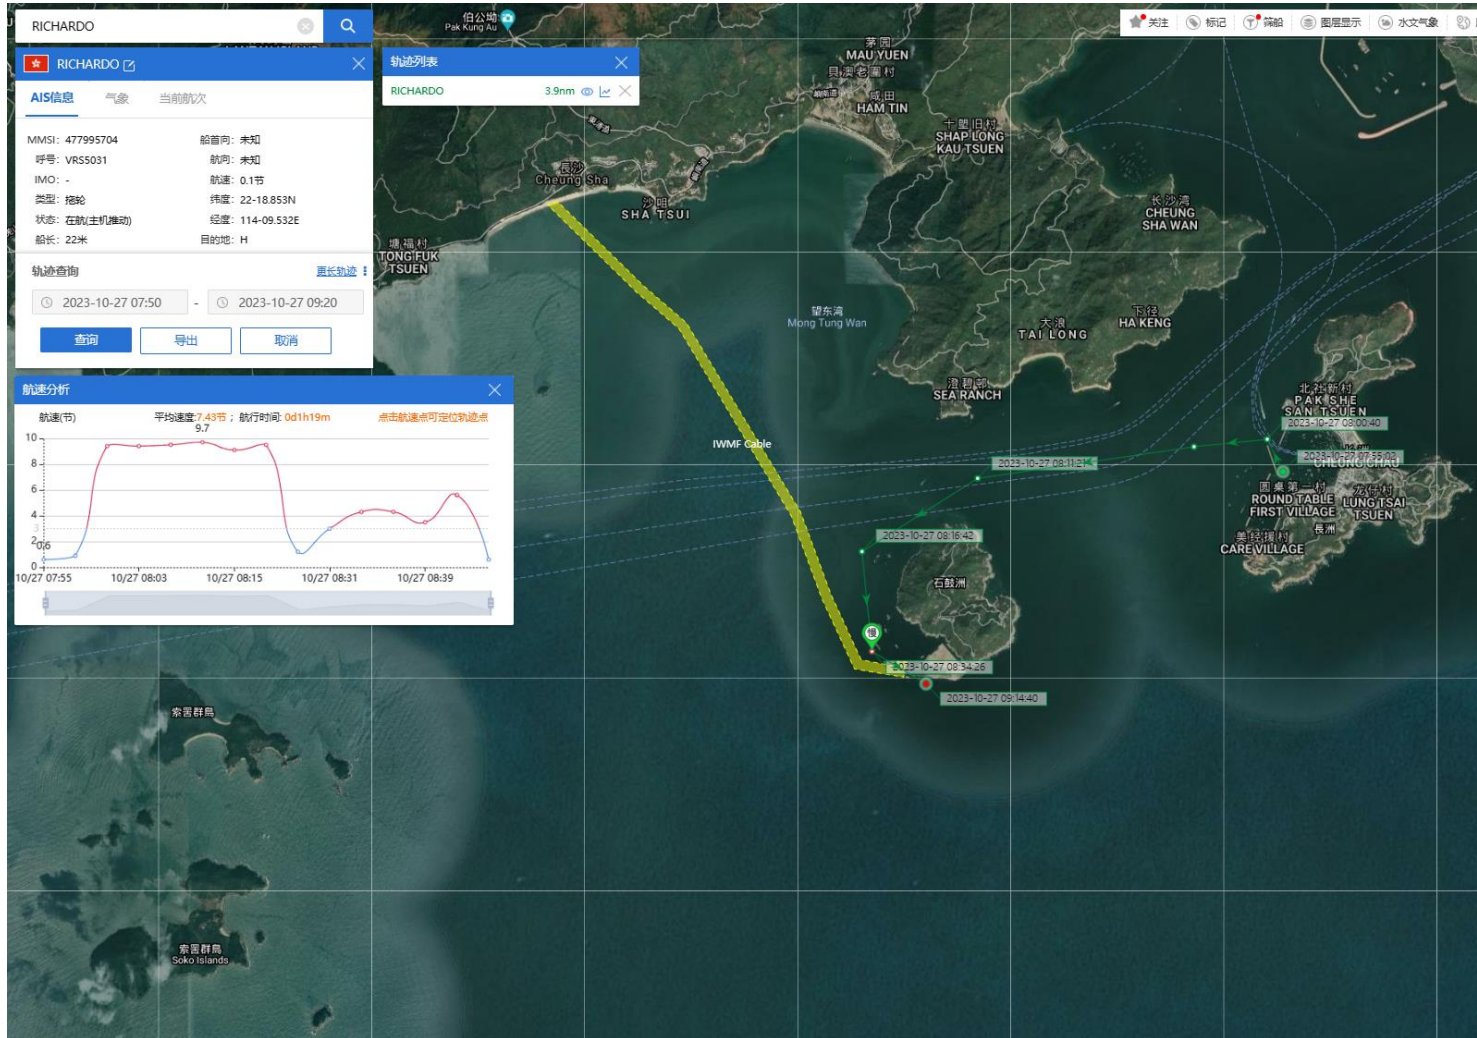 RICHARDO
RICHARDO
AIS信息 气象 当前航次
MMSI: 477995704 船首向: 未知
呼号: VRS5031 航向: 未知
IMO: - 航速: 0.1节
类型: 拖轮 纬度: 22-18.853N
状态: 在航(主机推动) 经度: 114-09.532E
船长: 22米 目的地: H
轨迹查询 更长轨迹
2023-10-27 07:50 - 2023-10-27 09:20
查询 导出 取消
轨迹列表
RICHARDO 3.9nm
关注 标记 筛船 图层显示 水文气象
航速分析
航速(节) 平均速度:7.43节; 航行时间: 0d1h19m 点击航速点可定位轨迹点
9.7
10
8
6
4
3
2
0.6
0
10/27 07:55 10/27 08:03 10/27 08:15 10/27 08:31 10/27 08:39
伯公坳
Pak Kung Au
茅园
MAU YUEN
貝澳老圍村
咸田
HAM TIN
十塱旧村
SHAP LONG
KAU TSUEN
長沙
Cheung Sha
沙咀
SHA TSUI
塘福村
TONG FUK
TSUEN
长沙湾
CHEUNG
SHA WAN
望东湾
Mong Tung Wan
大浪
TAI LONG
下径
HA KENG
澄碧邨
SEA RANCH
北社新村
PAK SHE
SAN TSUEN
2023-10-27 08:00:40
2023-10-27 07:55:02
CHEUNG CHAU
圆桌第一村
ROUND TABLE
FIRST VILLAGE
龙仔村
LUNG TSAI
TSUEN
長洲
美经援村
CARE VILLAGE
IWMF Cable
2023-10-27 08:11:21
2023-10-27 08:16:42
石鼓洲
慢
2023-10-27 08:34:26
2023-10-27 09:14:40
索罟群島
索罟群島
Soko Islands